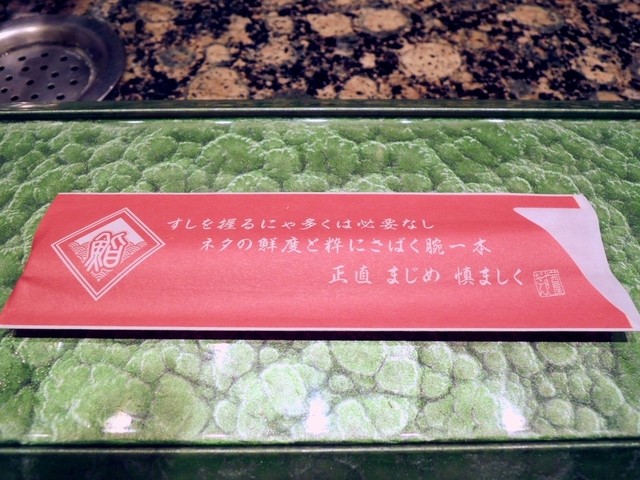 鮨
すしを握るにゃ多くは必要なし
ネタの鮮度と粋にさばく腕一本
正直 まじめ 慎ましく